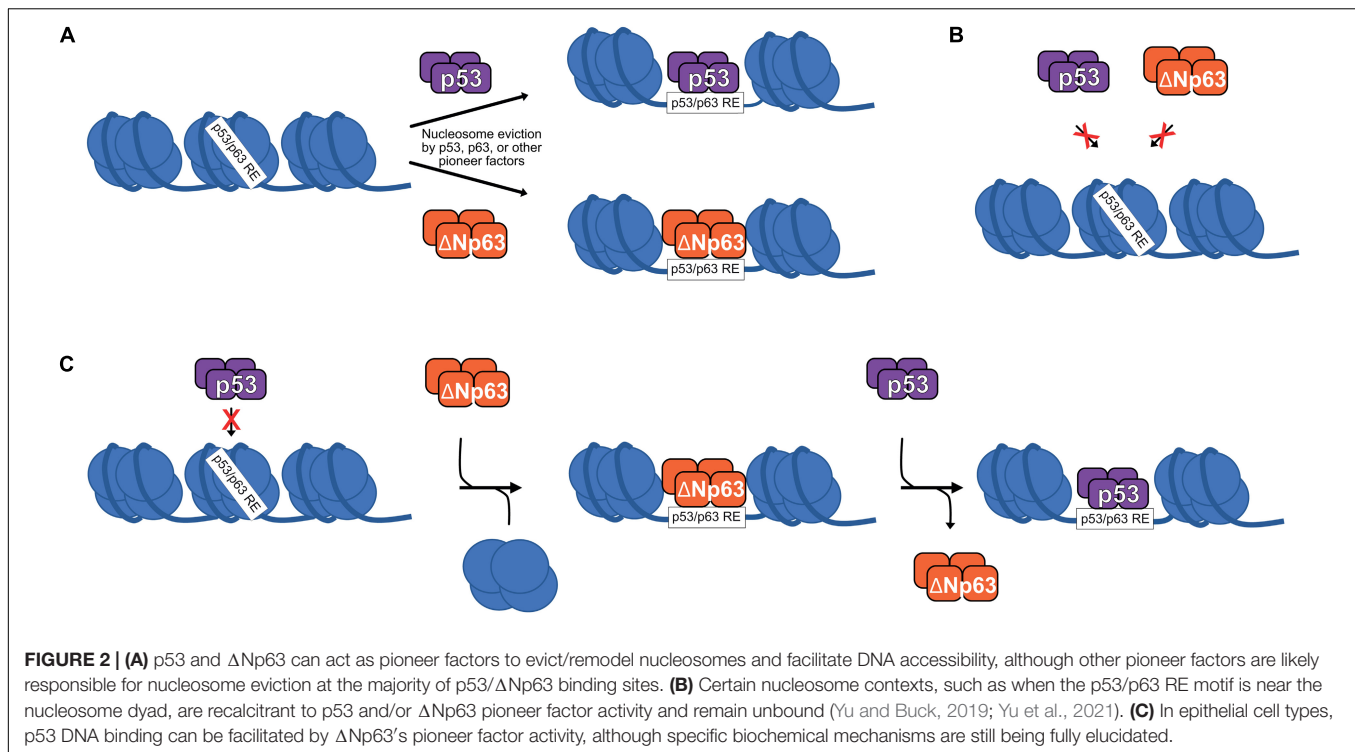 A
p53
p53/p63 RE
Nucleosome eviction
by p53, p63, or other
pioneer factors
ΔNp63
p53
p53/p63 RE
ΔNp63
p53/p63 RE
B
p53
ΔNp63
p53/p63 RE
C
p53
p53/p63 RE
ΔNp63
ΔNp63
p53/p63 RE
p53
ΔNp63
p53
p53/p63 RE
FIGURE 2 | (A) p53 and ΔNp63 can act as pioneer factors to evict/remodel nucleosomes and facilitate DNA accessibility, although other pioneer factors are likely
responsible for nucleosome eviction at the majority of p53/ΔNp63 binding sites. (B) Certain nucleosome contexts, such as when the p53/p63 RE motif is near the
nucleosome dyad, are recalcitrant to p53 and/or ΔNp63 pioneer factor activity and remain unbound (Yu and Buck, 2019; Yu et al., 2021). (C) In epithelial cell types,
p53 DNA binding can be facilitated by ΔNp63′s pioneer factor activity, although specific biochemical mechanisms are still being fully elucidated.